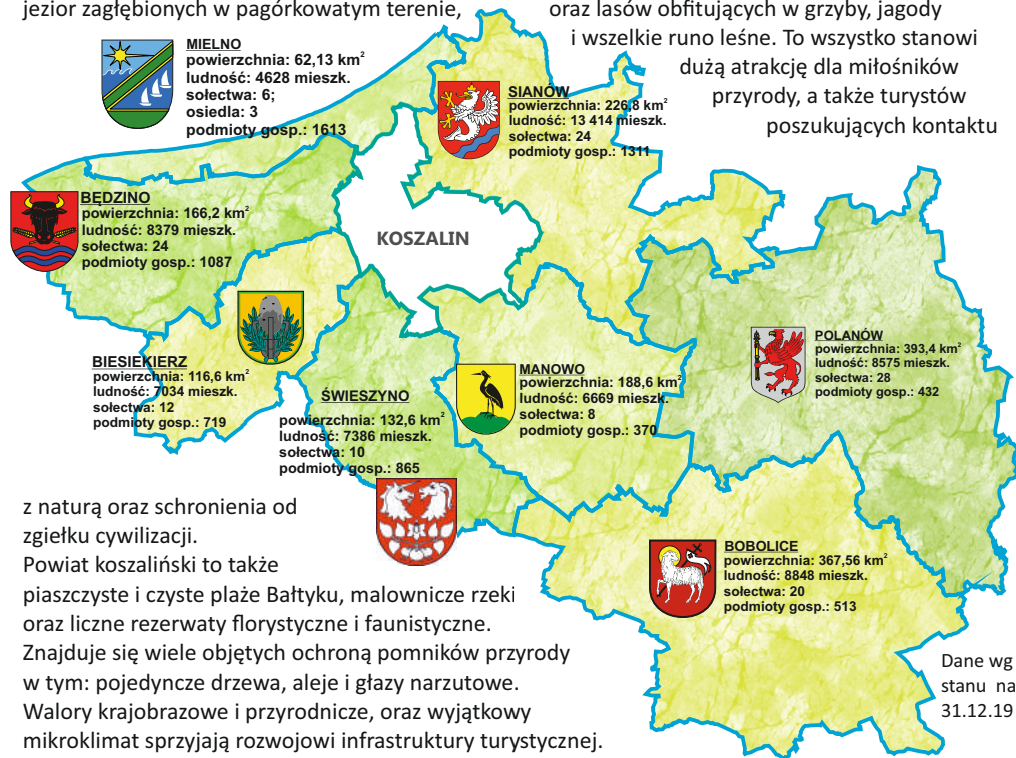 jezior zagłębionych w pagórkowatym terenie, oraz lasów obfitujących w grzyby, jagody
i wszelkie runo leśne. To wszystko stanowi
dużą atrakcję dla miłośników
przyrody, a także turystów
poszukujących kontaktu
MIELNO
powierzchnia: 62,13 km²
ludność: 4628 mieszk.
sołectwa: 6;
osiedla: 3
podmioty gosp.: 1613
SIANÓW
powierzchnia: 226,8 km²
ludność: 13 414 mieszk.
sołectwa: 24
podmioty gosp.: 1311
BĘDZINO
powierzchnia: 166,2 km²
ludność: 8379 mieszk.
sołectwa: 24
podmioty gosp.: 1087
KOSZALIN
BIESIEKIERZ
powierzchnia: 116,6 km²
ludność: 7034 mieszk.
sołectwa: 12
podmioty gosp.: 719
ŚWIESZYNO
powierzchnia: 132,6 km²
ludność: 7386 mieszk.
sołectwa: 10
podmioty gosp.: 865
MANOWO
powierzchnia: 188,6 km²
ludność: 6669 mieszk.
sołectwa: 8
podmioty gosp.: 370
POLANÓW
powierzchnia: 393,4 km²
ludność: 8575 mieszk.
sołectwa: 28
podmioty gosp.: 432
BOBOLICE
powierzchnia: 367,56 km²
ludność: 8848 mieszk.
sołectwa: 20
podmioty gosp.: 513
z naturą oraz schronienia od
zgiełku cywilizacji.
Powiat koszaliński to także
piaszczyste i czyste plaże Bałtyku, malownicze rzeki
oraz liczne rezerwaty florystyczne i faunistyczne.
Znajduje się wiele objętych ochroną pomników przyrody
w tym: pojedyncze drzewa, aleje i głazy narzutowe.
Walory krajobrazowe i przyrodnicze, oraz wyjątkowy
mikroklimat sprzyjają rozwojowi infrastruktury turystycznej.
Dane wg
stanu na
31.12.19